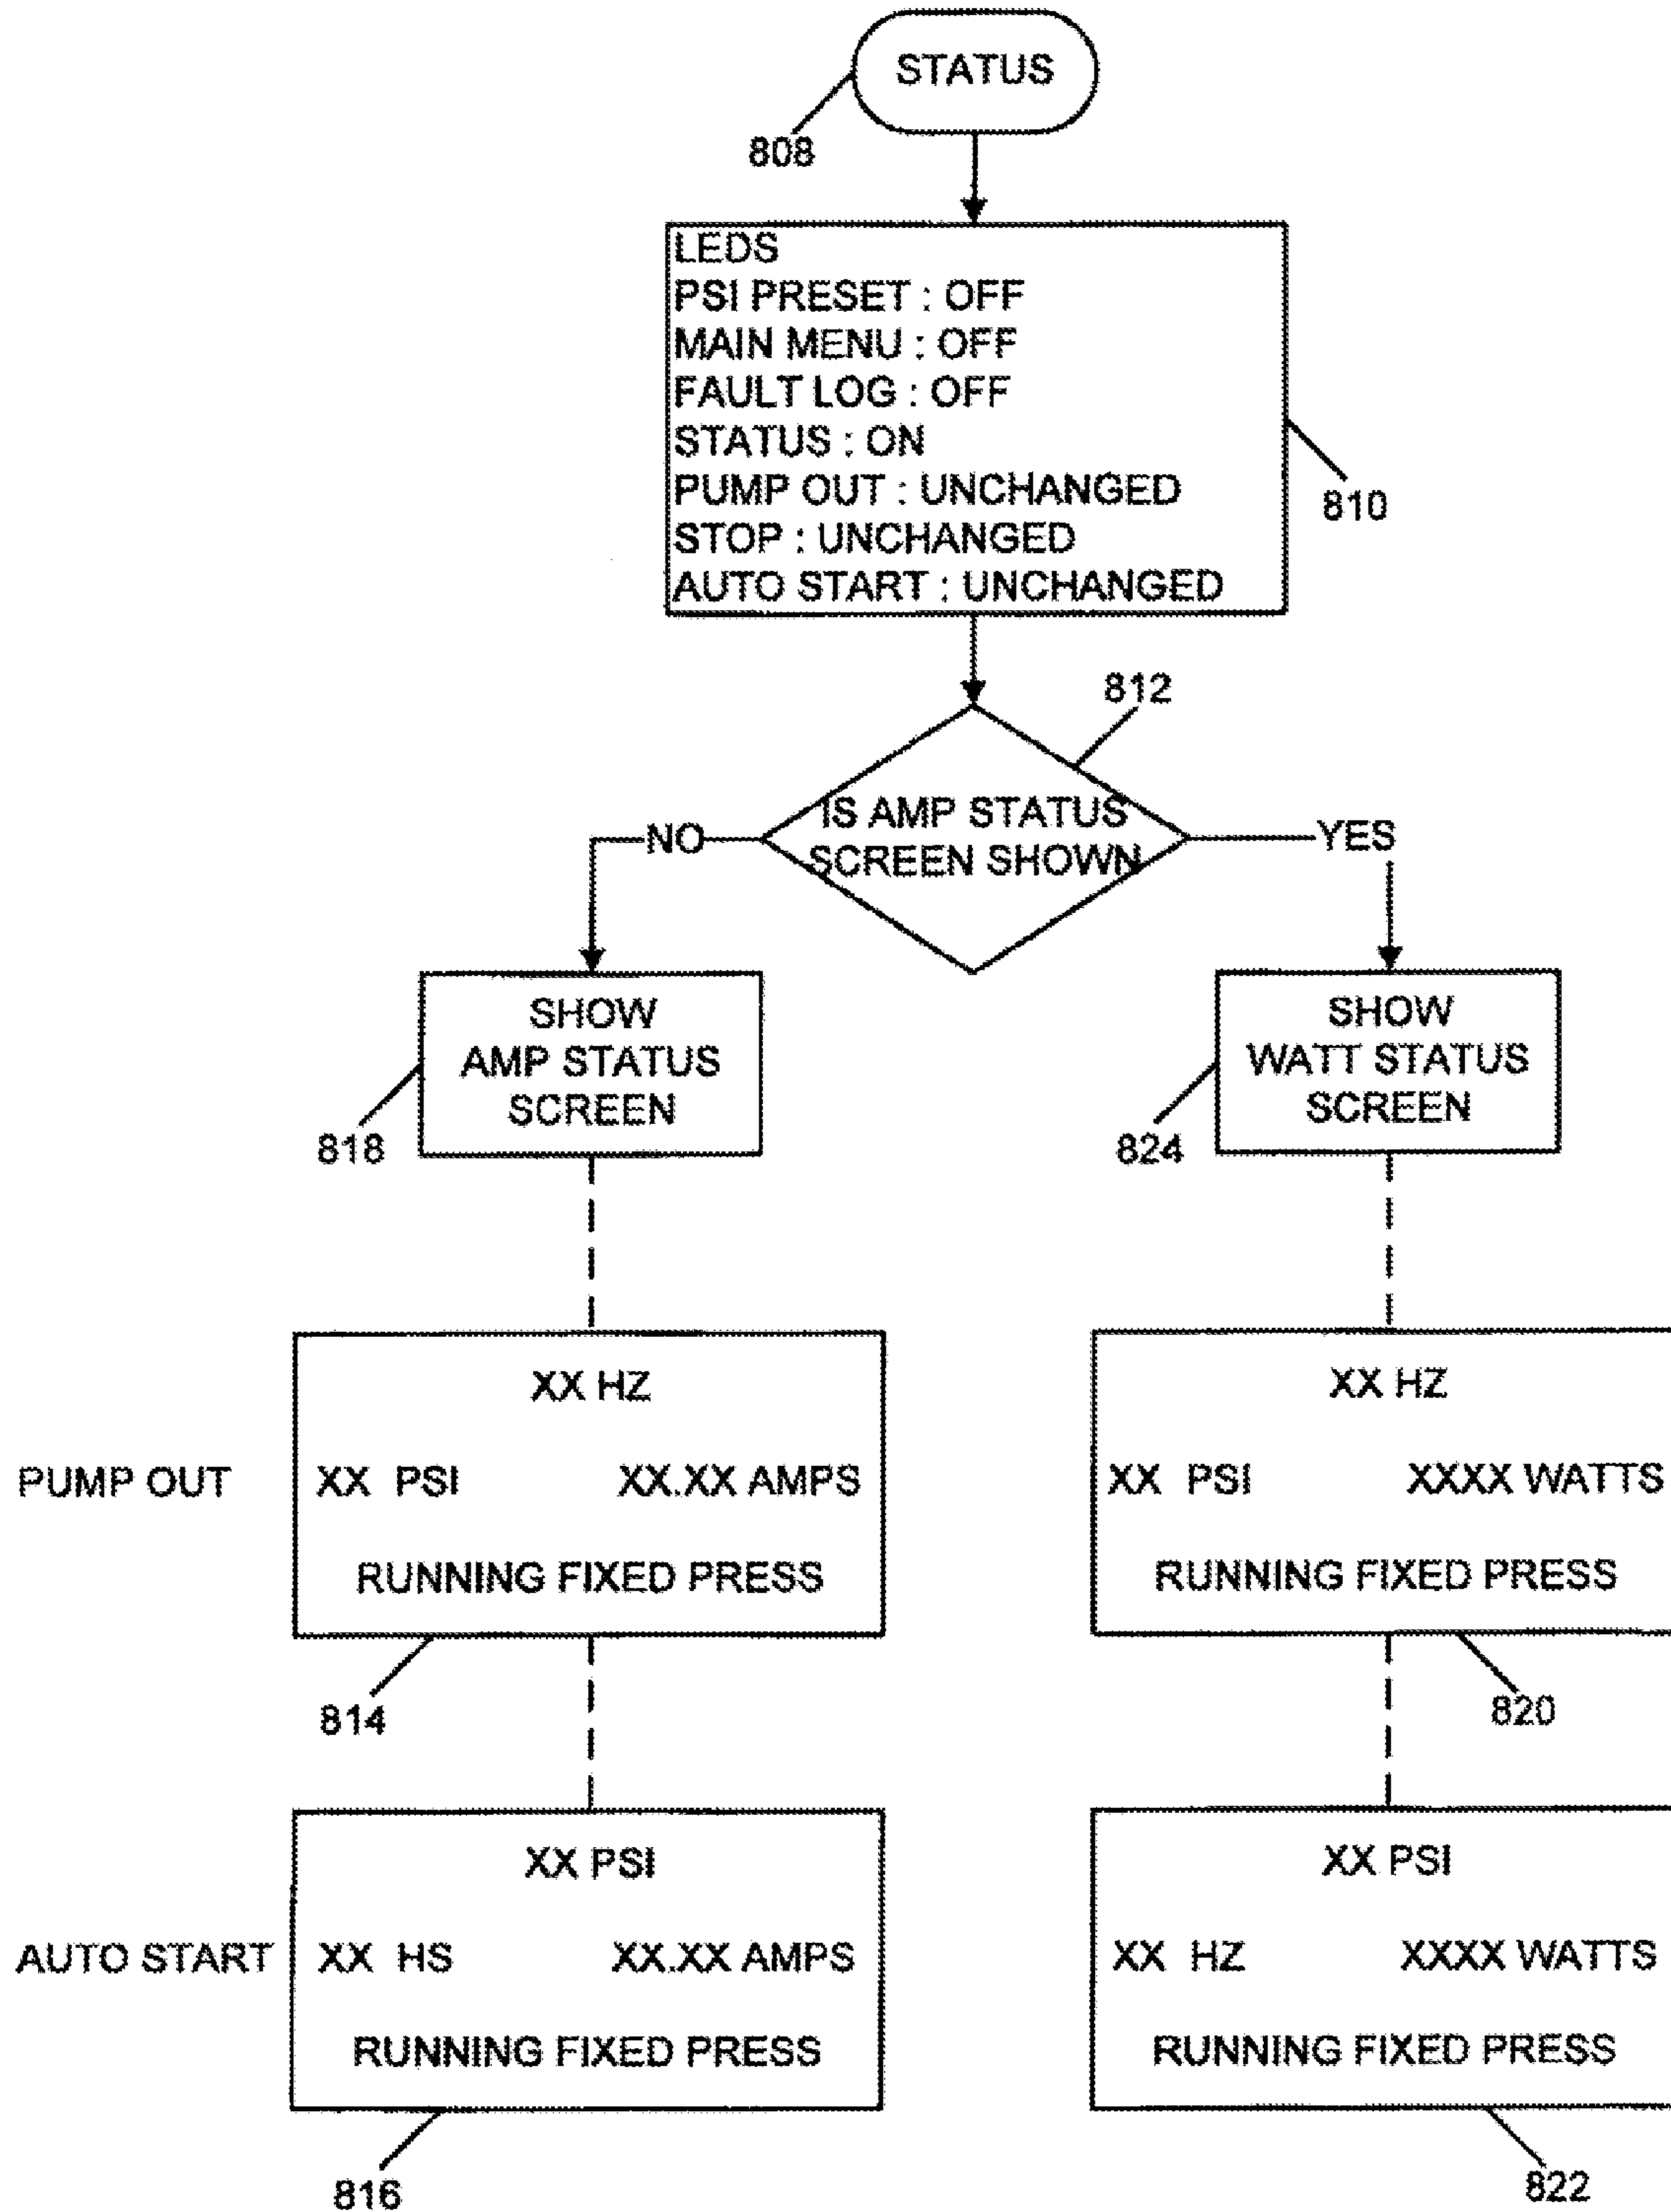 STATUS
808
LEDS
PSI PRESET : OFF
MAIN MENU : OFF
FAULT LOG : OFF
STATUS : ON
PUMP OUT : UNCHANGED
STOP : UNCHANGED
AUTO START : UNCHANGED
810
812
IS AMP STATUS
SCREEN SHOWN
NO
YES
SHOW
AMP STATUS
SCREEN
818
SHOW
WATT STATUS
SCREEN
824
PUMP OUT
XX HZ
XX PSI XX.XX AMPS
RUNNING FIXED PRESS
814
XX HZ
XX PSI XXXX WATTS
RUNNING FIXED PRESS
820
AUTO START
XX PSI
XX HS XX.XX AMPS
RUNNING FIXED PRESS
816
XX PSI
XX HZ XXXX WATTS
RUNNING FIXED PRESS
822